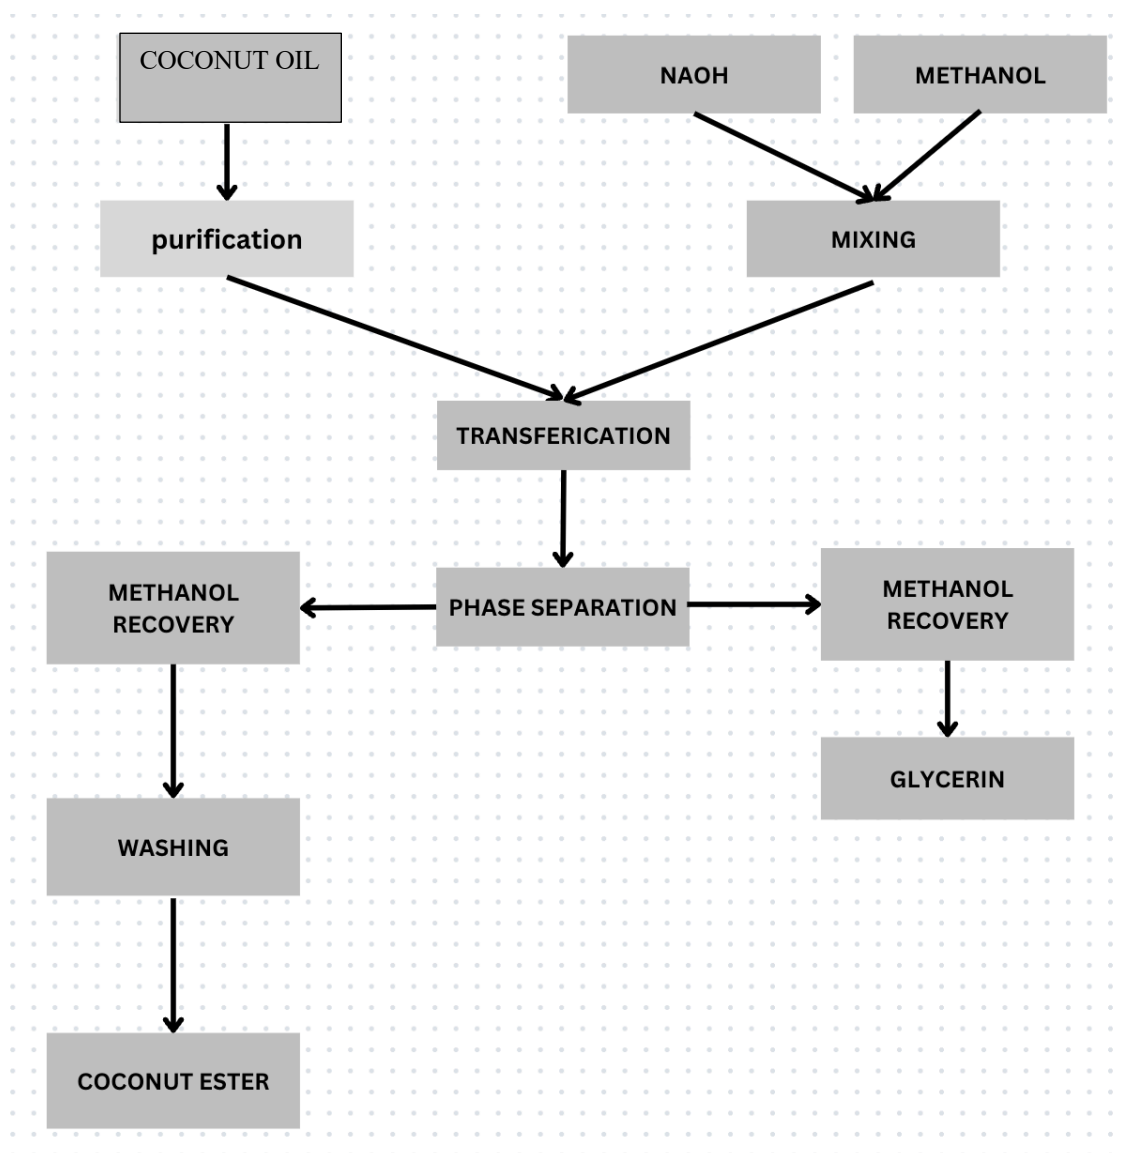 COCONUT OIL
NAOH
METHANOL
purification
MIXING
TRANSFERICATION
METHANOL
RECOVERY
PHASE SEPARATION
METHANOL
RECOVERY
GLYCERIN
WASHING
COCONUT ESTER